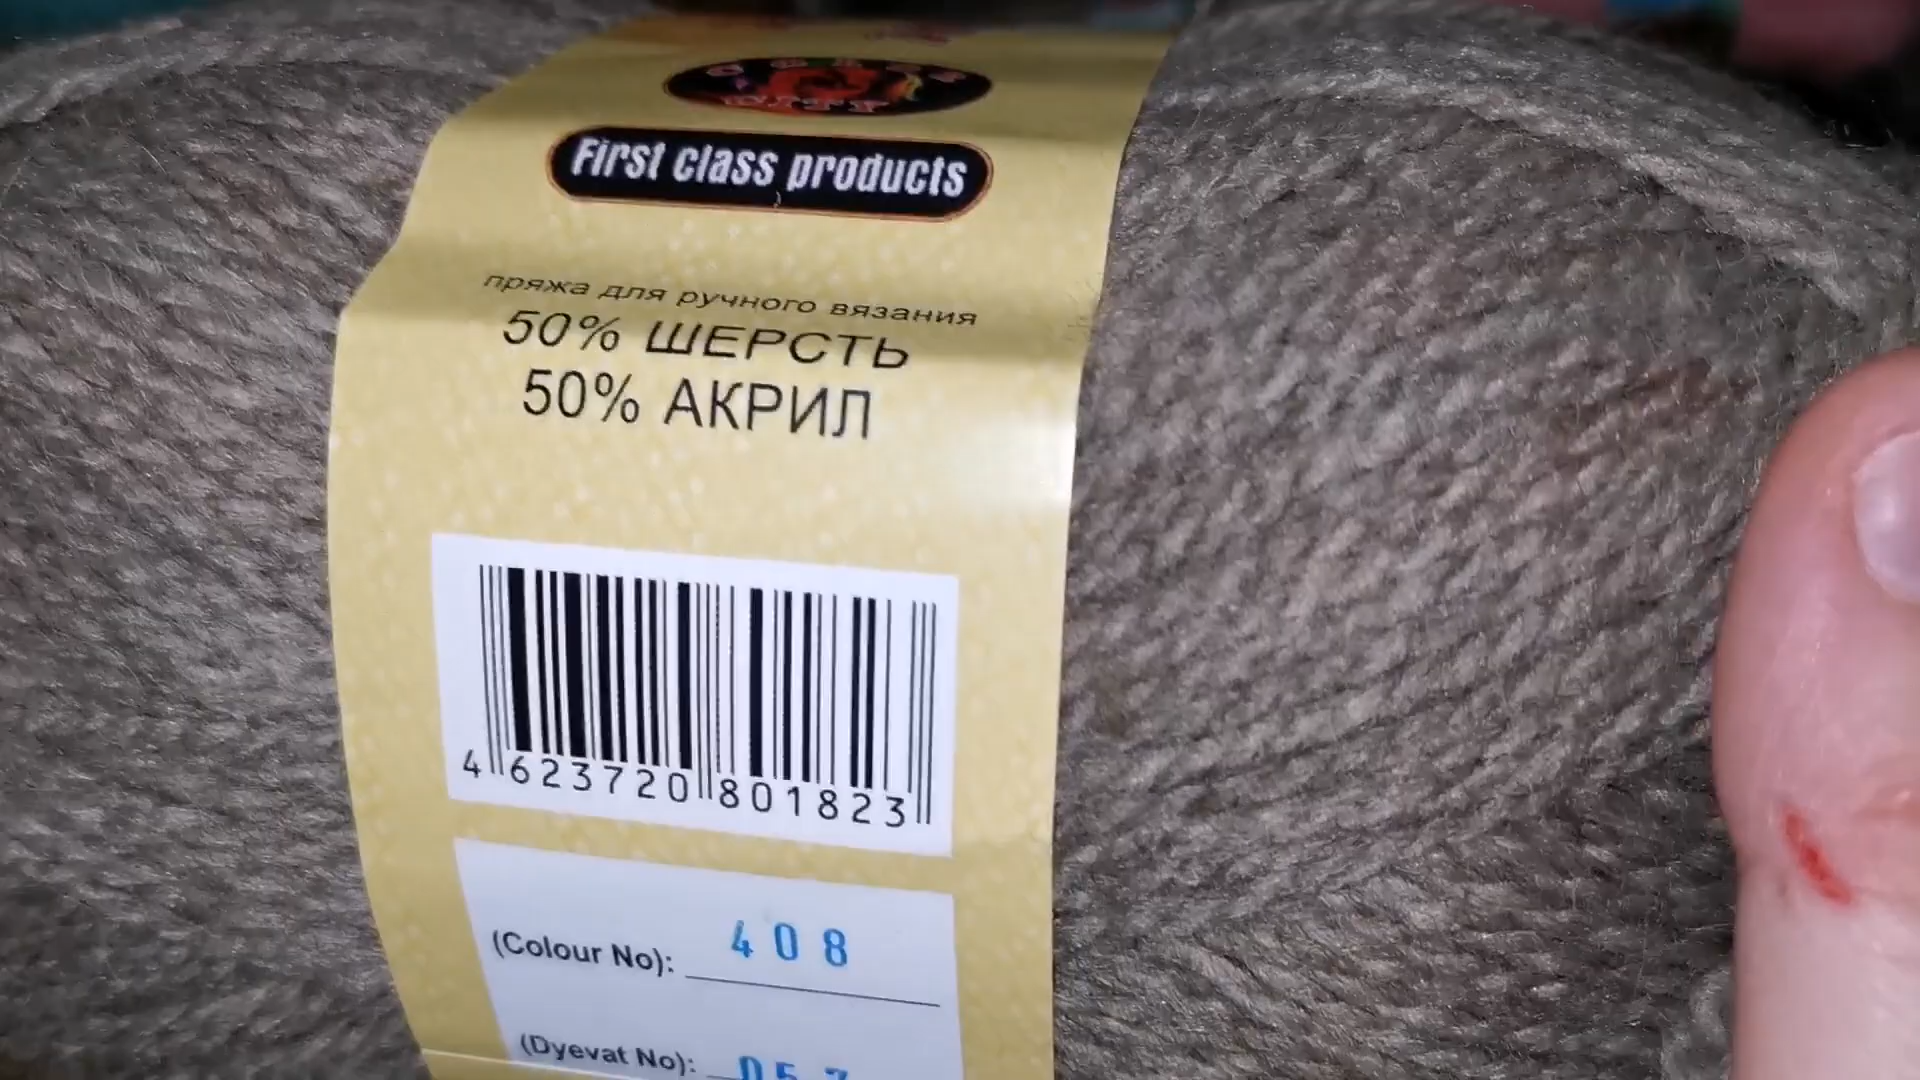 First class products
пряжа для ручного вязания
50% ШЕРСТЬ
50% АКРИЛ
4 623720 801823
(Colour No): 408
(Dyevat No):